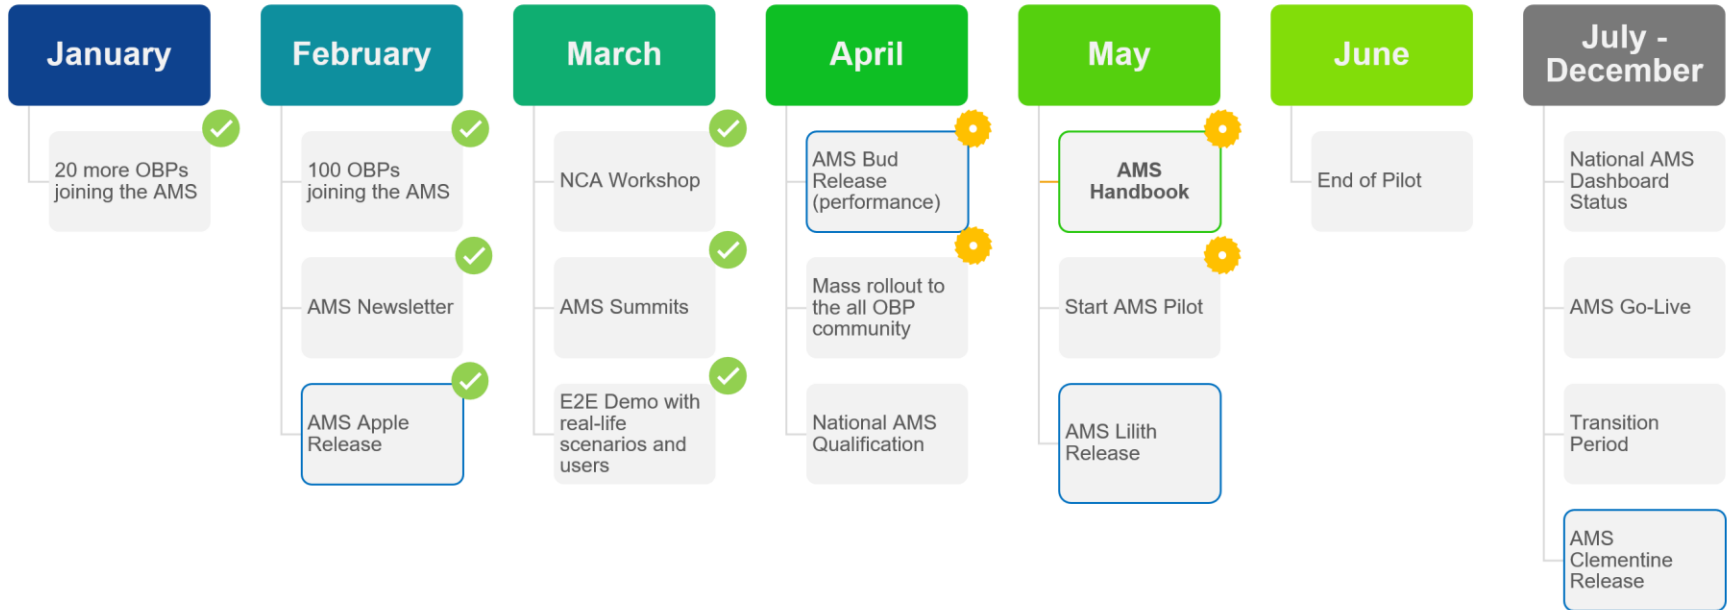 January
20 more OBPs
joining the AMS
February
100 OBPs
joining the AMS
AMS Newsletter
AMS Apple
Release
March
NCA Workshop
AMS Summits
E2E Demo with
real-life
scenarios and
users
April
AMS Bud
Release
(performance)
Mass rollout to
the all OBP
community
National AMS
Qualification
May
AMS
Handbook
Start AMS Pilot
AMS Lilith
Release
June
End of Pilot
July -
December
National AMS
Dashboard
Status
AMS Go-Live
Transition
Period
AMS
Clementine
Release